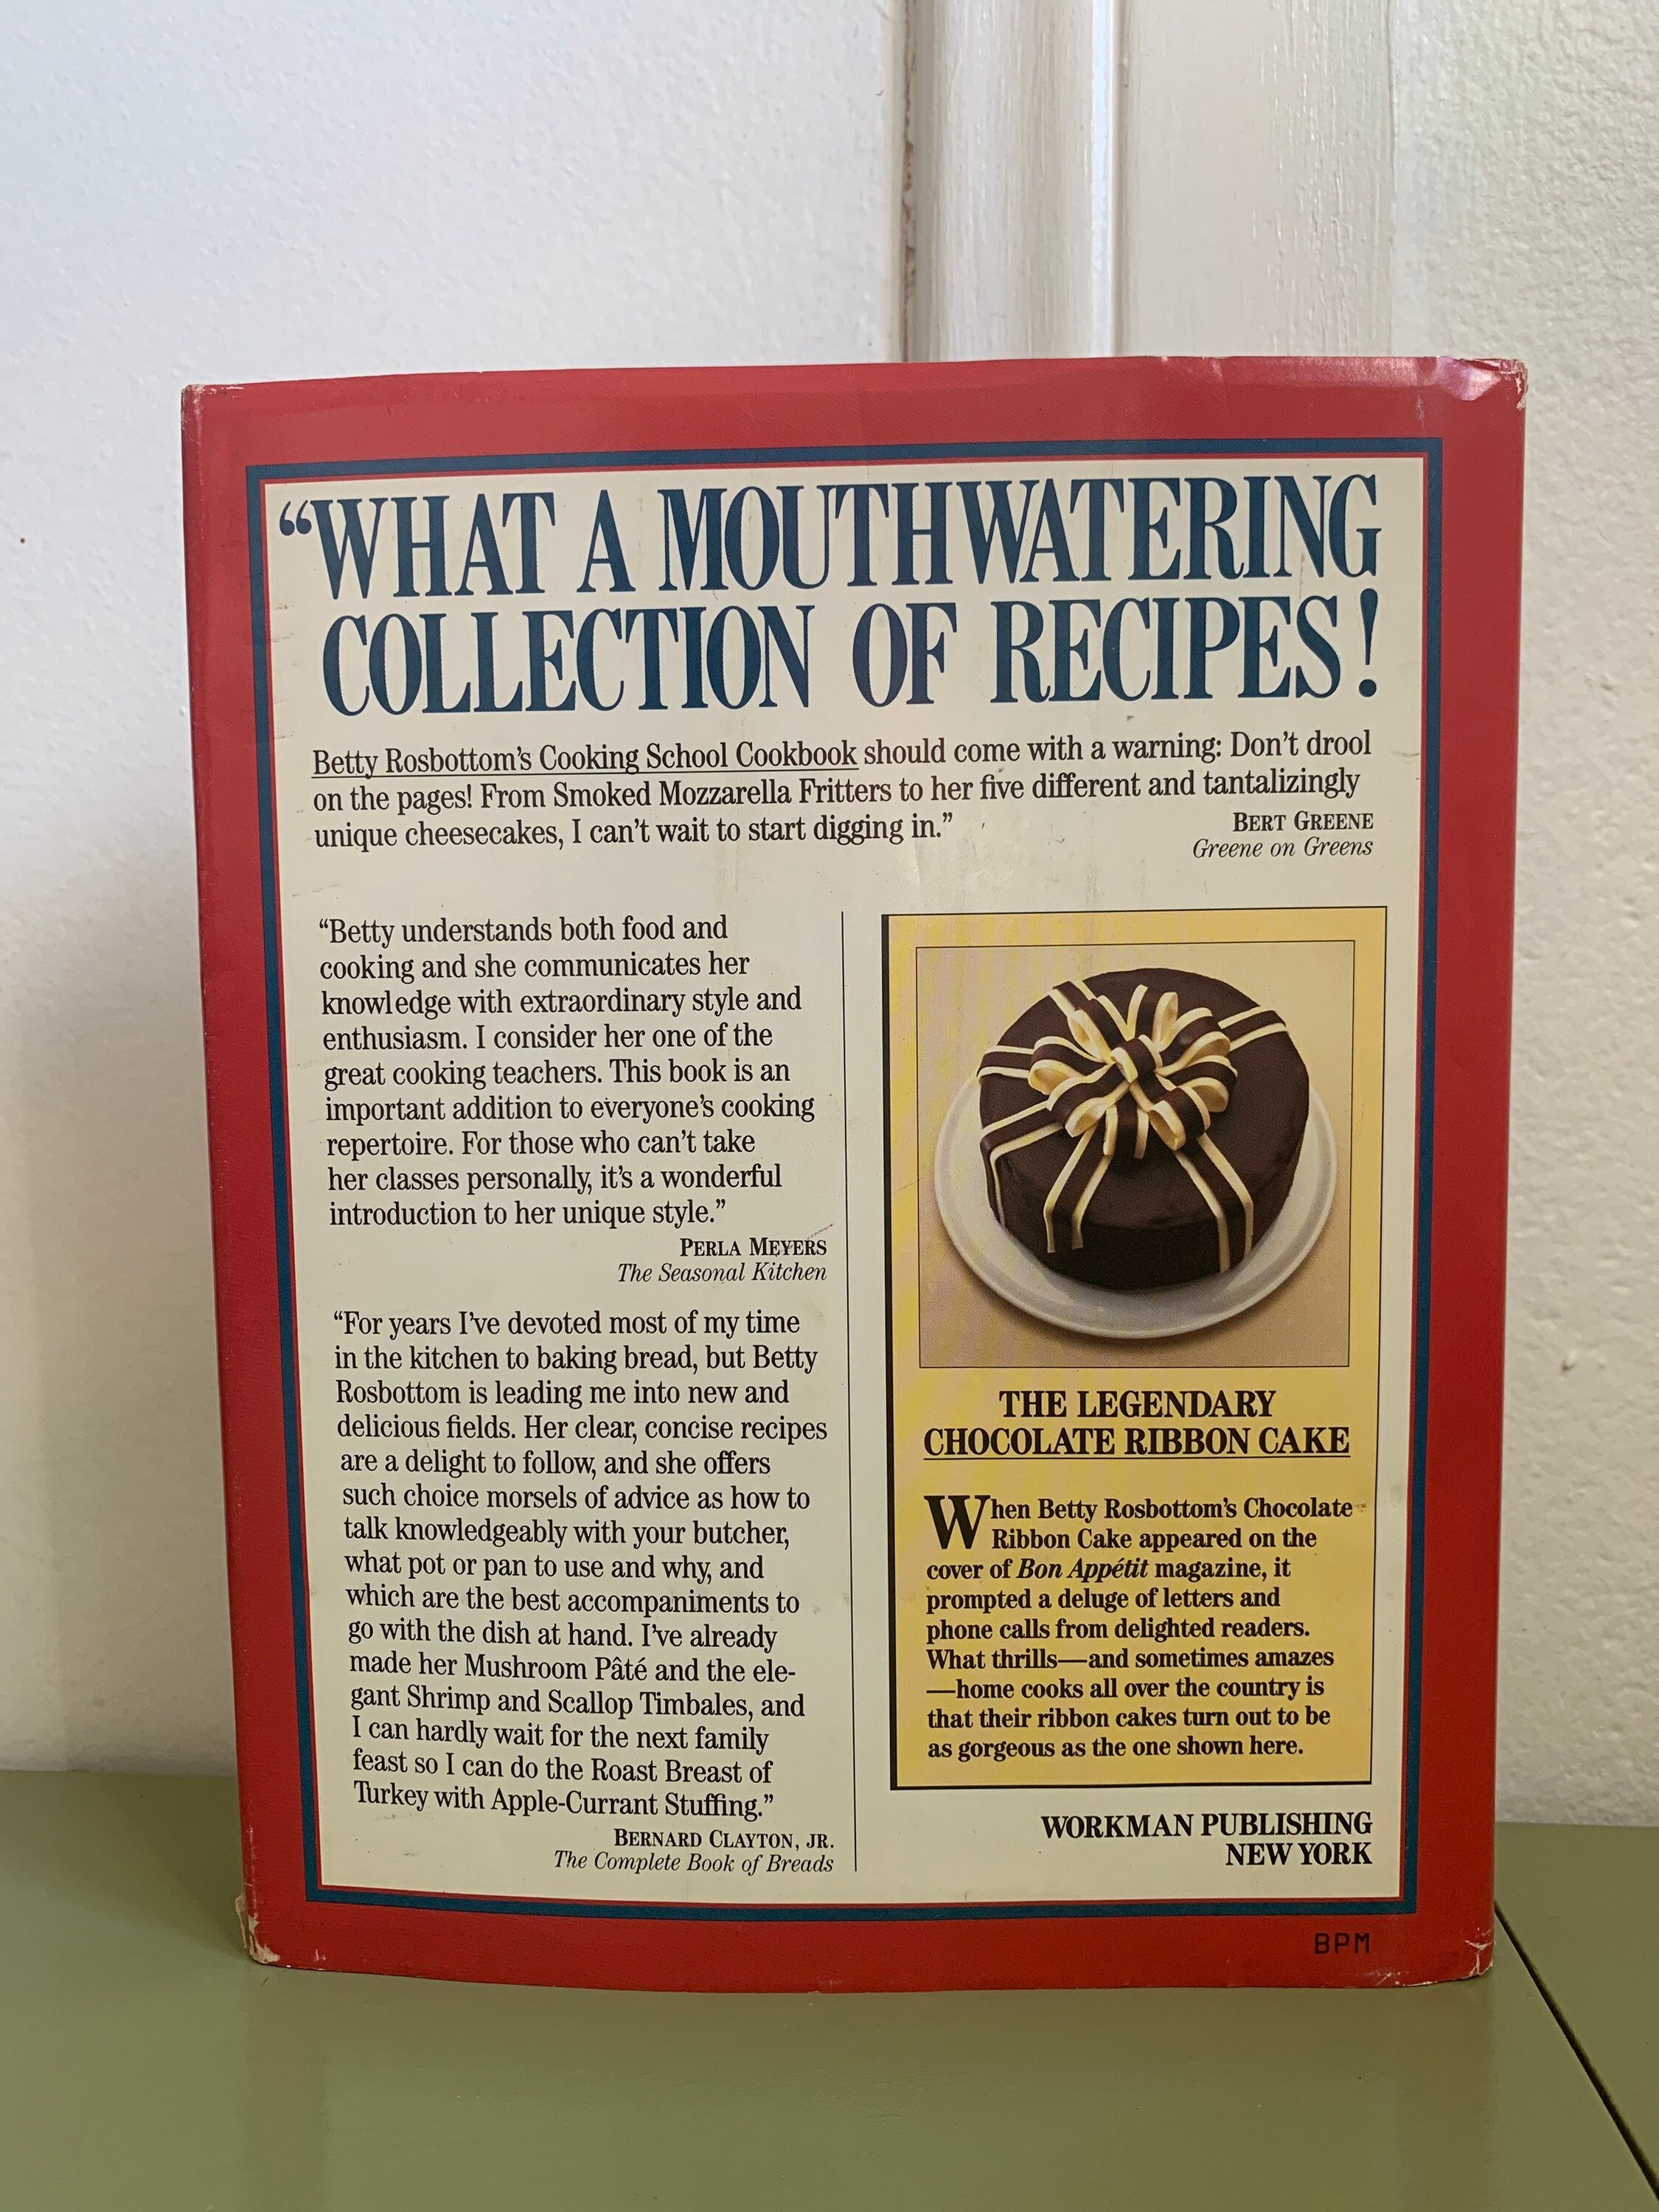 “WHAT A MOUTHWATERING
COLLECTION OF RECIPES!
Betty Rosbottom’s Cooking School Cookbook should come with a warning: Don’t drool
on the pages! From Smoked Mozzarella Fritters to her five different and tantalizingly
unique cheesecakes, I can’t wait to start digging in.”
BERT GREENE
Greene on Greens
“Betty understands both food and
cooking and she communicates her
knowledge with extraordinary style and
enthusiasm. I consider her one of the
great cooking teachers. This book is an
important addition to everyone’s cooking
repertoire. For those who can’t take
her classes personally, it’s a wonderful
introduction to her unique style.”
PERLA MEYERS
The Seasonal Kitchen
“For years I’ve devoted most of my time
in the kitchen to baking bread, but Betty
Rosbottom is leading me into new and
delicious fields. Her clear, concise recipes
are a delight to follow, and she offers
such choice morsels of advice as how to
talk knowledgeably with your butcher,
what pot or pan to use and why, and
which are the best accompaniments to
go with the dish at hand. I’ve already
made her Mushroom Pâté and the ele-
gant Shrimp and Scallop Timbales, and
I can hardly wait for the next family
feast so I can do the Roast Breast of
Turkey with Apple-Currant Stuffing.”
BERNARD CLAYTON, JR.
The Complete Book of Breads
THE LEGENDARY
CHOCOLATE RIBBON CAKE
When Betty Rosbottom’s Chocolate
Ribbon Cake appeared on the
cover of Bon Appétit magazine, it
prompted a deluge of letters and
phone calls from delighted readers.
What thrills—and sometimes amazes
—home cooks all over the country is
that their ribbon cakes turn out to be
as gorgeous as the one shown here.
WORKMAN PUBLISHING
NEW YORK
BPM